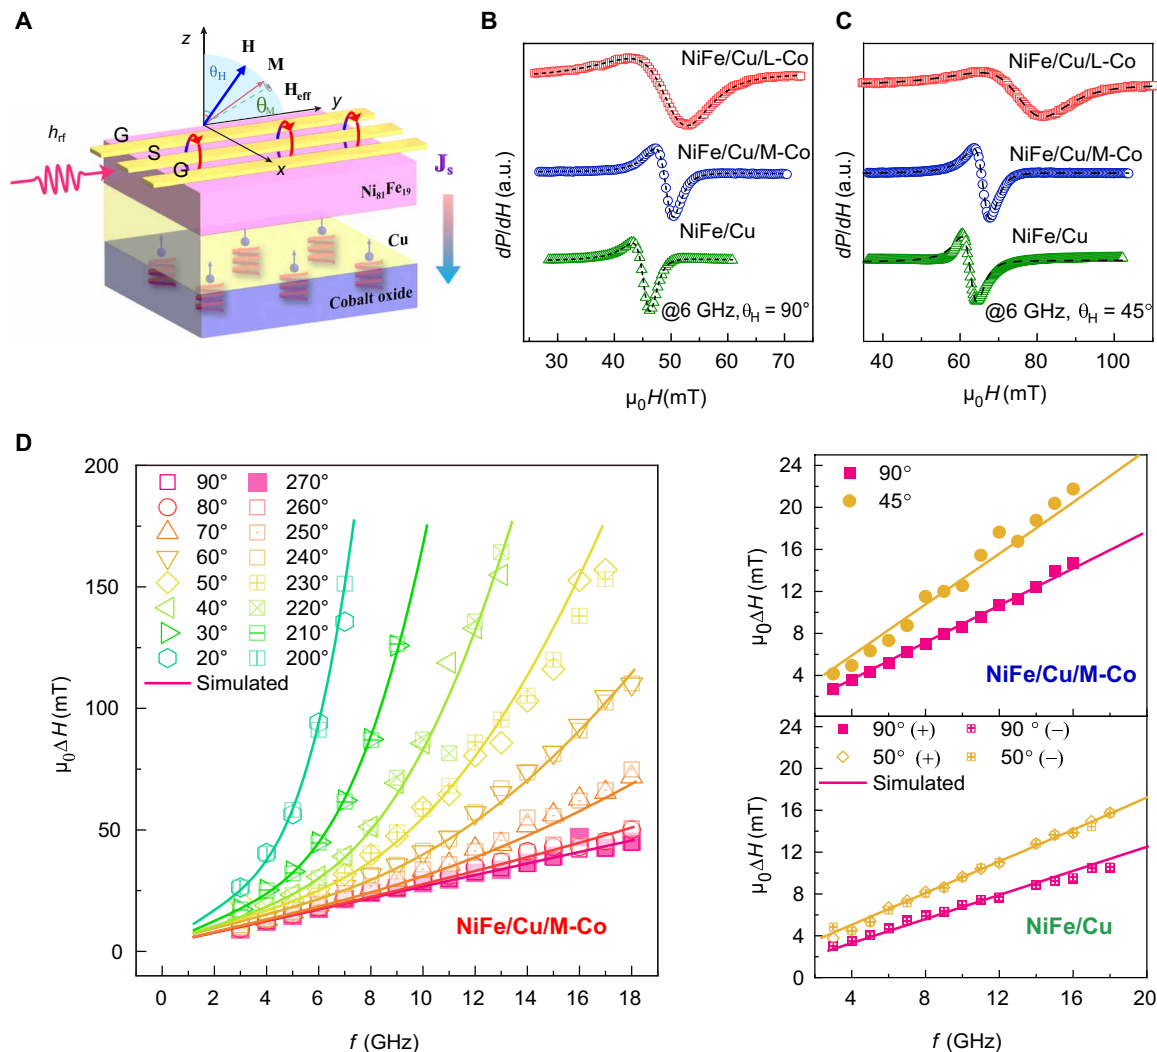 A
z
H
M
θH
Heff
θM
y
hrf
G
S
G
x
Js
Ni81Fe19
Cu
Cobalt oxide
B
NiFe/Cu/L-Co
NiFe/Cu/M-Co
NiFe/Cu
@6 GHz, θH = 90°
dP/dH (a.u.)
30 40 50 60 70
μ0H(mT)
C
NiFe/Cu/L-Co
NiFe/Cu/M-Co
NiFe/Cu
@6 GHz, θH = 45°
dP/dH (a.u.)
40 60 80 100
μ0H(mT)
D
200
150
100
50
0
μ0ΔH (mT)
90° 270°
80° 260°
70° 250°
60° 240°
50° 230°
40° 220°
30° 210°
20° 200°
Simulated
NiFe/Cu/M-Co
0 2 4 6 8 10 12 14 16 18
f (GHz)
24
20
16
12
8
4
μ0ΔH (mT)
90°
45°
NiFe/Cu/M-Co
24
20
16
12
8
4
0
μ0ΔH (mT)
90° (+) 90 ° (−)
50° (+) 50° (−)
Simulated
NiFe/Cu
4 8 12 16 20
f (GHz)